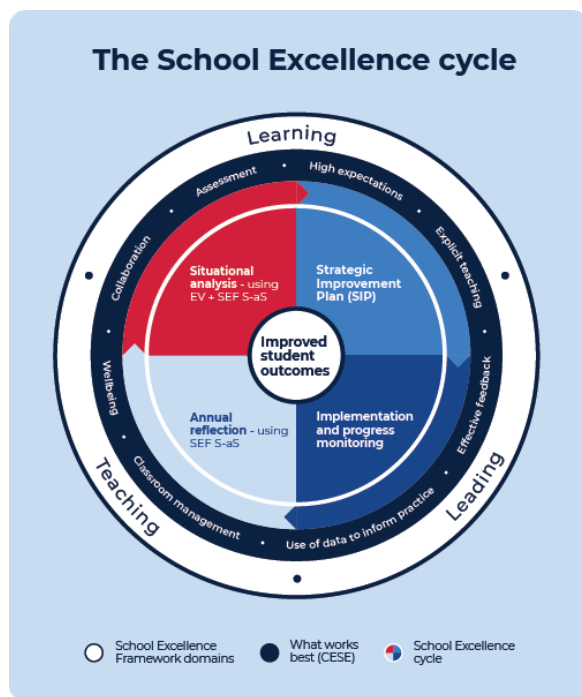 The School Excellence cycle
Learning
Assessment
High expectations
Collaboration
Explicit teaching
Situational
analysis - using
EV + SEF S-aS
Strategic
Improvement
Plan (SIP)
Improved
student
outcomes
Wellbeing
Effective feedback
Annual
reflection - using
SEF S-aS
Implementation
and progress
monitoring
Classroom management
Use of data to inform practice
Teaching
Leading
School Excellence
Framework domains
What works
best (CESE)
School Excellence
cycle